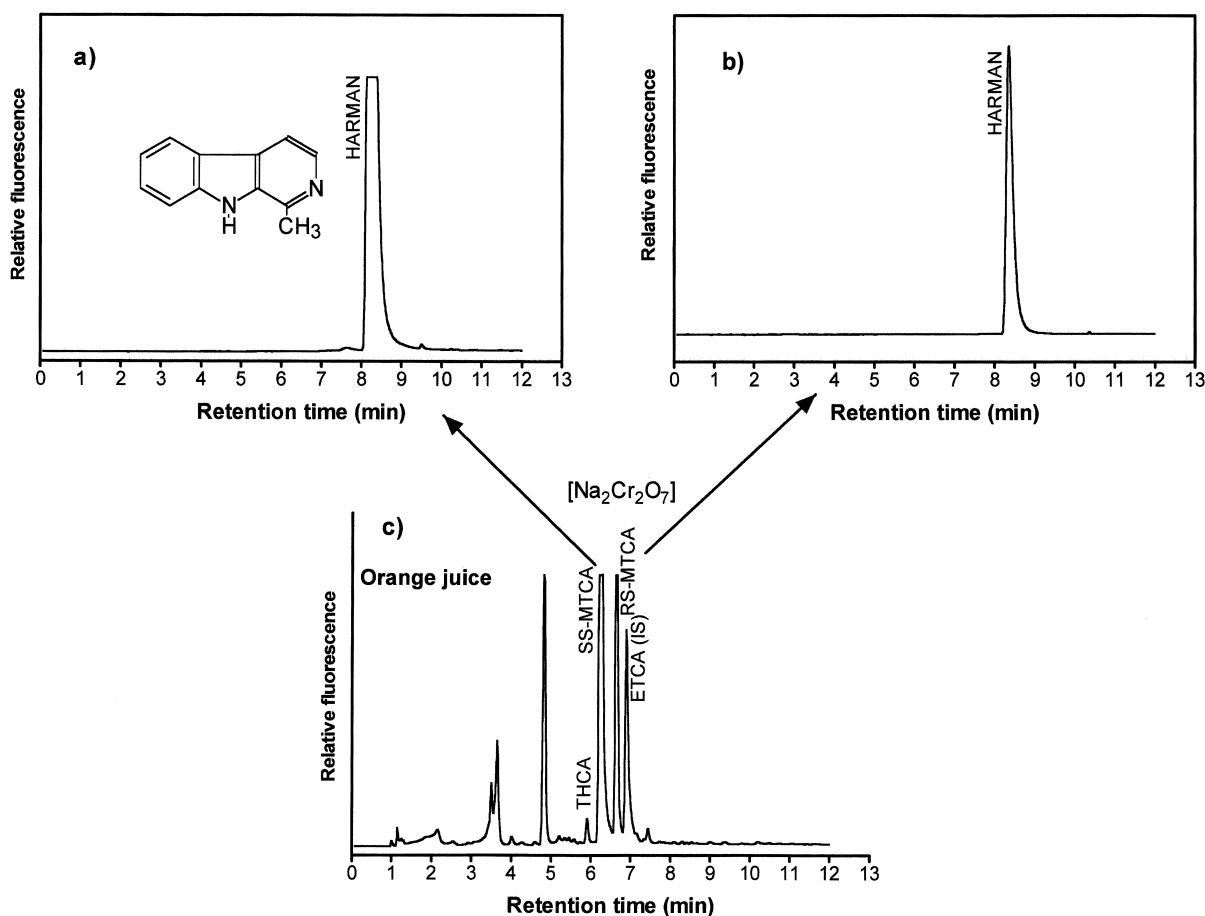 a)
HARMAN
N
H
N
CH3
Relative fluorescence
0 1 2 3 4 5 6 7 8 9 10 11 12 13
Retention time (min)
b)
HARMAN
Relative fluorescence
0 1 2 3 4 5 6 7 8 9 10 11 12 13
Retention time (min)
[Na2Cr2O7]
c)
Orange juice
THCA
SS-MTCA
RS-MTCA
ETCA (IS)
Relative fluorescence
0 1 2 3 4 5 6 7 8 9 10 11 12 13
Retention time (min)